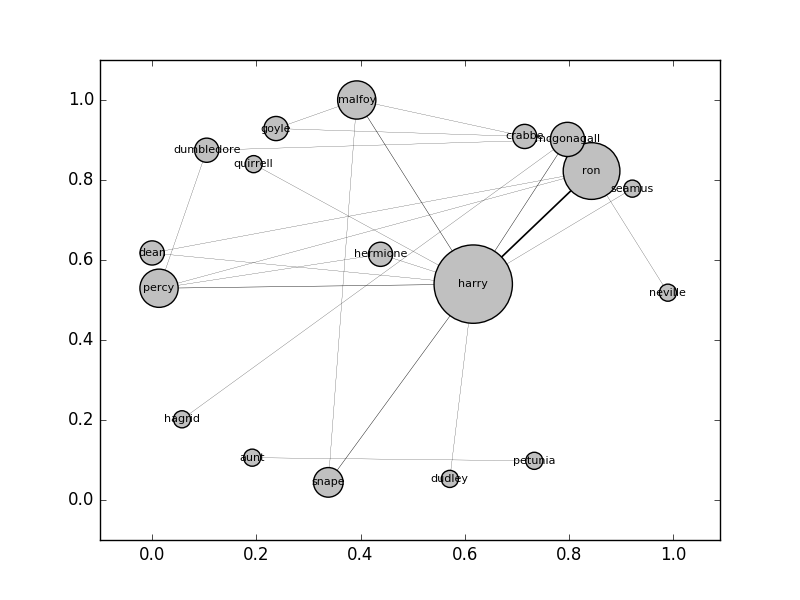 malfoy
1.0
goyle
crabbe
mcgonagall
dumbledore
quirrell
ron
0.8
seamus
dean
hermione
0.6
percy
harry
neville
0.4
hagrid
0.2
aunt
petunia
snape
dudley
0.0
0.0 0.2 0.4 0.6 0.8 1.0